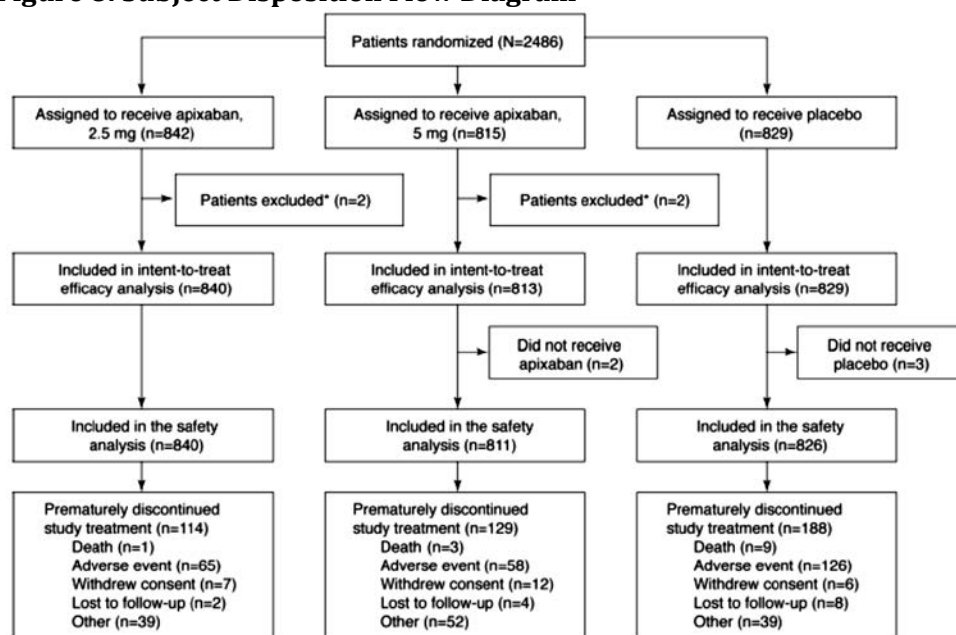 Patients randomized (N=2486)
Assigned to receive apixaban,
2.5 mg (n=842)
Assigned to receive apixaban,
5 mg (n=815)
Assigned to receive placebo
(n=829)
Patients excluded* (n=2)
Patients excluded* (n=2)
Included in intent-to-treat
efficacy analysis (n=840)
Included in intent-to-treat
efficacy analysis (n=813)
Included in intent-to-treat
efficacy analysis (n=829)
Did not receive
apixaban (n=2)
Did not receive
placebo (n=3)
Included in the safety
analysis (n=840)
Included in the safety
analysis (n=811)
Included in the safety
analysis (n=826)
Prematurely discontinued
study treatment (n=114)
Death (n=1)
Adverse event (n=65)
Withdrew consent (n=7)
Lost to follow-up (n=2)
Other (n=39)
Prematurely discontinued
study treatment (n=129)
Death (n=3)
Adverse event (n=58)
Withdrew consent (n=12)
Lost to follow-up (n=4)
Other (n=52)
Prematurely discontinued
study treatment (n=188)
Death (n=9)
Adverse event (n=126)
Withdrew consent (n=6)
Lost to follow-up (n=8)
Other (n=39)